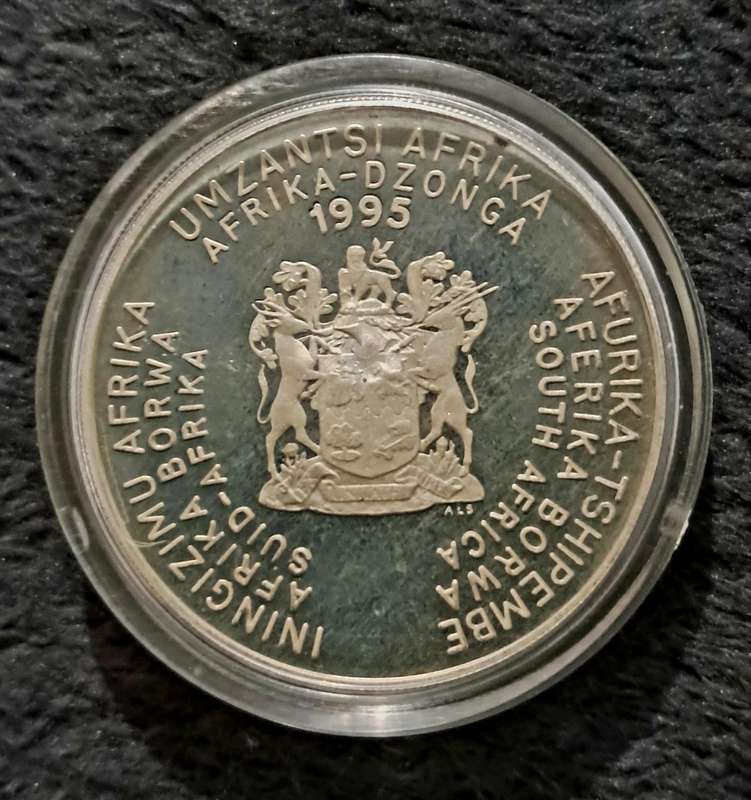 UMZANTSI AFRIKA
AFRIKA-DZONGA
1995
AFURIKA-TSHIPEMBE
AFERIKA BORWA
SOUTH AFRICA
ININGIZIMU AFRIKA
AFRIKA BORWA
SUID-AFRIKA
ALS